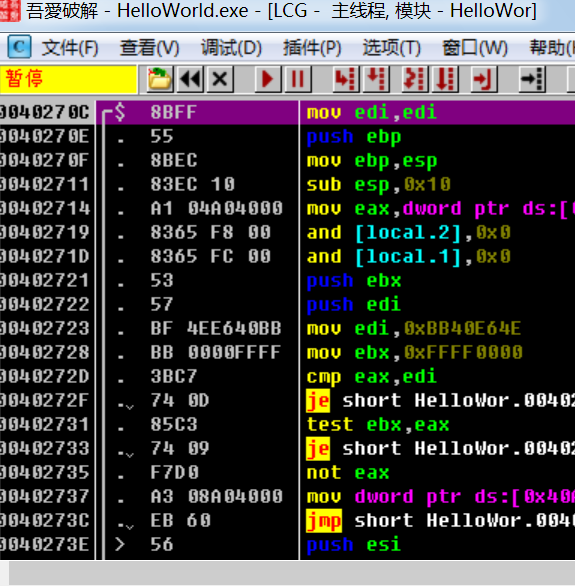 吾爱破解 - HelloWorld.exe - [LCG - 主线程, 模块 - HelloWor]
C 文件(F) 查看(V) 调试(D) 插件(P) 选项(T) 窗口(W) 帮助(
暂停
0040270C $ 8BFF mov edi,edi
0040270E . 55 push ebp
0040270F . 8BEC mov ebp,esp
00402711 . 83EC 10 sub esp,0x10
00402714 . A1 04A04000 mov eax,dword ptr ds:[
00402719 . 8365 F8 00 and [local.2],0x0
0040271D . 8365 FC 00 and [local.1],0x0
00402721 . 53 push ebx
00402722 . 57 push edi
00402723 . BF 4EE640BB mov edi,0xBB40E64E
00402728 . BB 0000FFFF mov ebx,0xFFFF0000
0040272D . 3BC7 cmp eax,edi
0040272F . 74 0D je short HelloWor.00402
00402731 . 85C3 test ebx,eax
00402733 . 74 09 je short HelloWor.00402
00402735 . F7D0 not eax
00402737 . A3 08A04000 mov dword ptr ds:[0x40A
0040273C . EB 60 jmp short HelloWor.0040
0040273E > 56 push esi